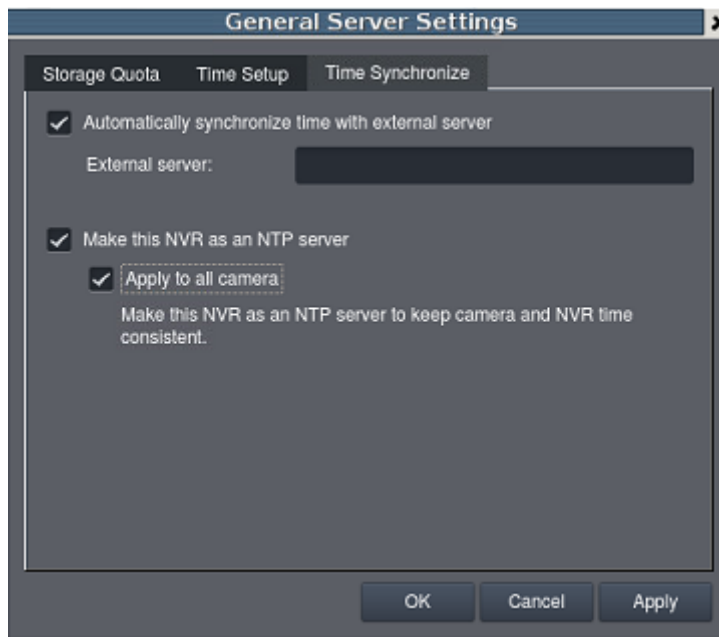 General Server Settings
Storage Quota Time Setup Time Synchronize
Automatically synchronize time with external server
External server:
Make this NVR as an NTP server
Apply to all camera
Make this NVR as an NTP server to keep camera and NVR time
consistent.
OK Cancel Apply